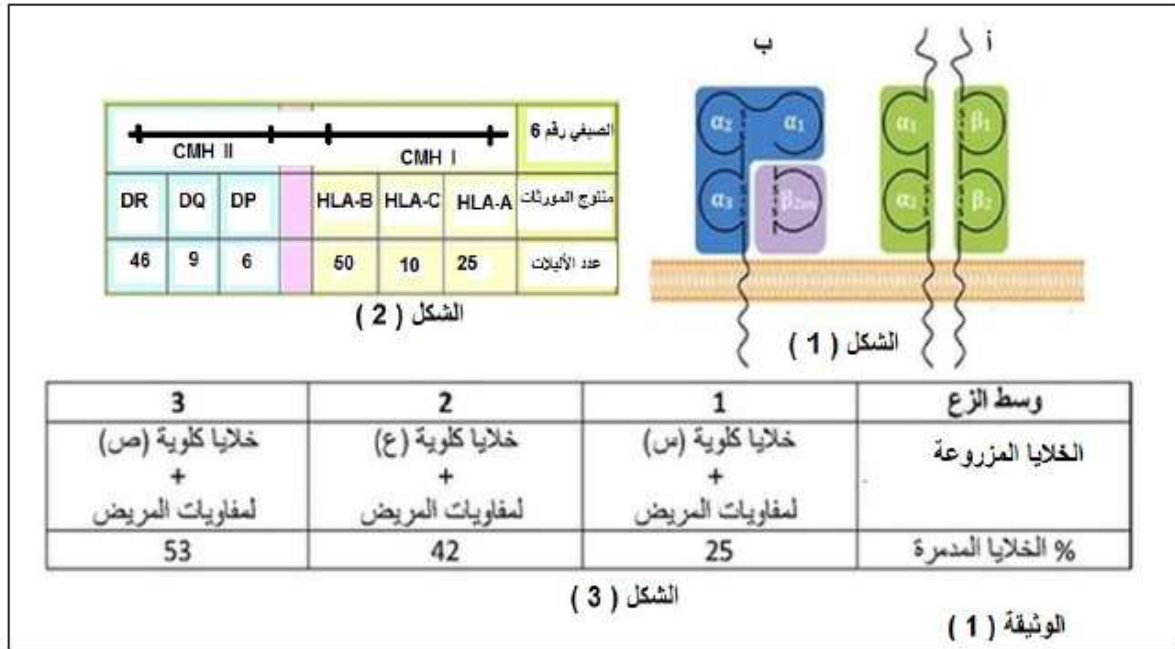 أ
ب
α₁ β₁
α₂ β₂
α₂ α₁
α₃ β₂ₘ
الشكل ( 1 )
الصبغي رقم 6
CMH I
CMH II
منتوج المورثات HLA-A HLA-C HLA-B DP DQ DR
عدد الأليلات 25 10 50 6 9 46
الشكل ( 2 )
وسط الزع 1 2 3
الخلايا المزروعة
خلايا كلوية (س) خلايا كلوية (ع) خلايا كلوية (ص)
+ + +
لمفاويات المريض لمفاويات المريض لمفاويات المريض
% الخلايا المدمرة 25 42 53
الشكل ( 3 )
الوثيقة ( 1 )